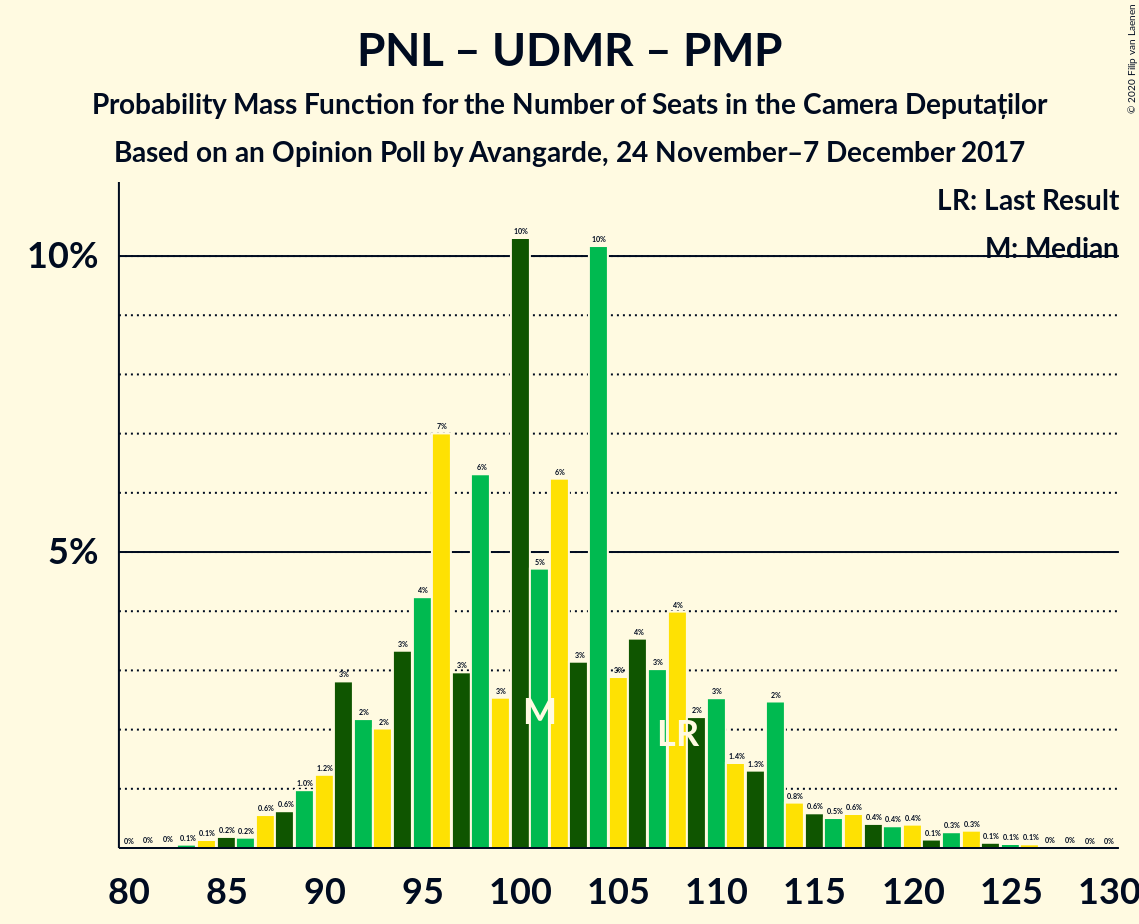 PNL – UDMR – PMP
Probability Mass Function for the Number of Seats in the Camera Deputaților
Based on an Opinion Poll by Avangarde, 24 November–7 December 2017
© 2020 Filip van Laenen
LR: Last Result
M: Median
10%
5%
0% 0% 0% 0.1% 0.1% 0.2% 0.2% 0.6% 0.6% 1.0% 1.2% 3% 2% 2% 3% 4% 7% 3% 6% 3% 10% 5% 6% 3% 10% 3% 4% 3% 4% 2% 3% 1.4% 1.3% 2% 0.8% 0.6% 0.5% 0.6% 0.4% 0.4% 0.4% 0.1% 0.3% 0.3% 0.1% 0.1% 0.1% 0% 0% 0% 0%
M
LR
80 85 90 95 100 105 110 115 120 125 130